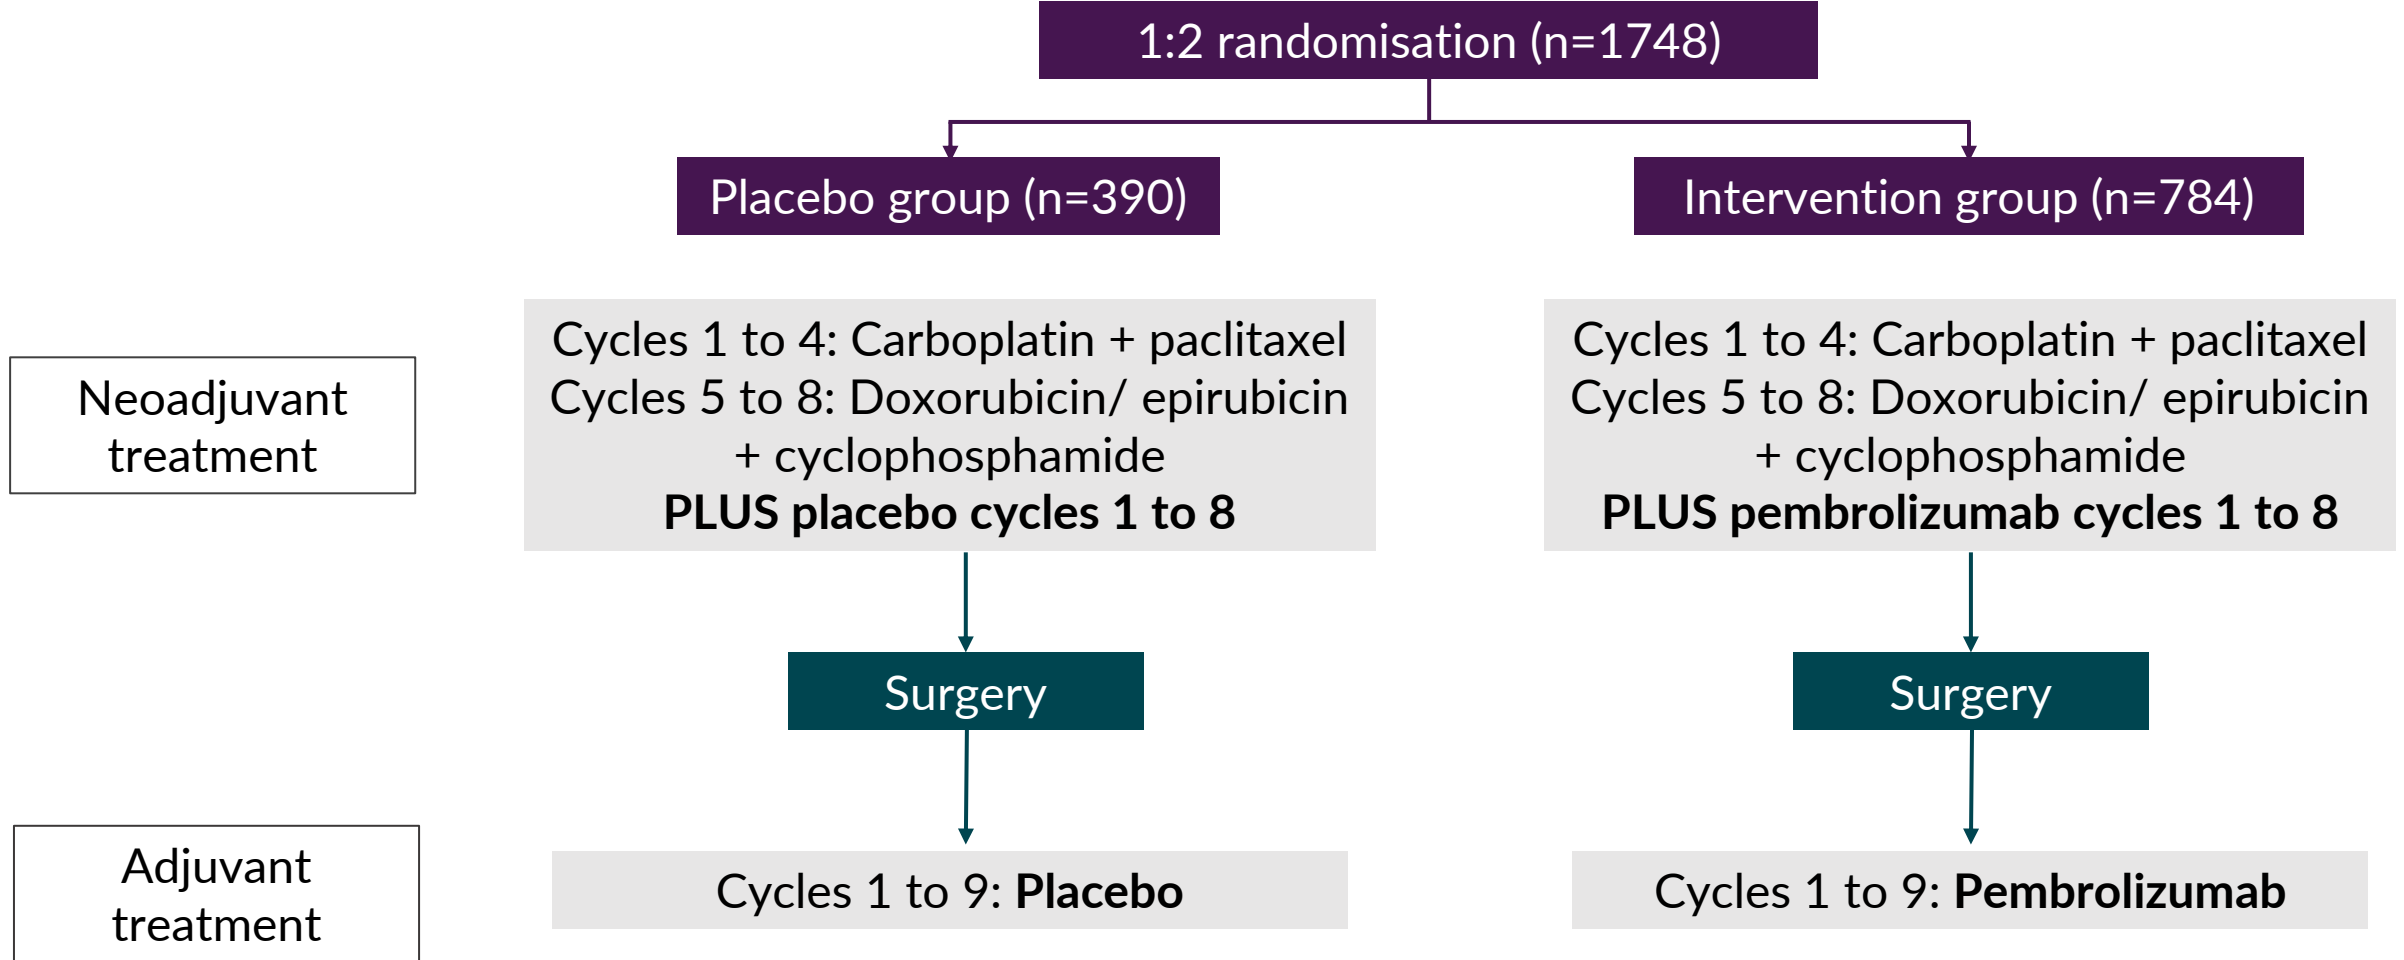 1:2 randomisation (n=1748)
Placebo group (n=390)
Intervention group (n=784)
Neoadjuvant
treatment
Cycles 1 to 4: Carboplatin + paclitaxel
Cycles 5 to 8: Doxorubicin/ epirubicin
+ cyclophosphamide
PLUS placebo cycles 1 to 8
Cycles 1 to 4: Carboplatin + paclitaxel
Cycles 5 to 8: Doxorubicin/ epirubicin
+ cyclophosphamide
PLUS pembrolizumab cycles 1 to 8
Surgery
Surgery
Adjuvant
treatment
Cycles 1 to 9: Placebo
Cycles 1 to 9: Pembrolizumab